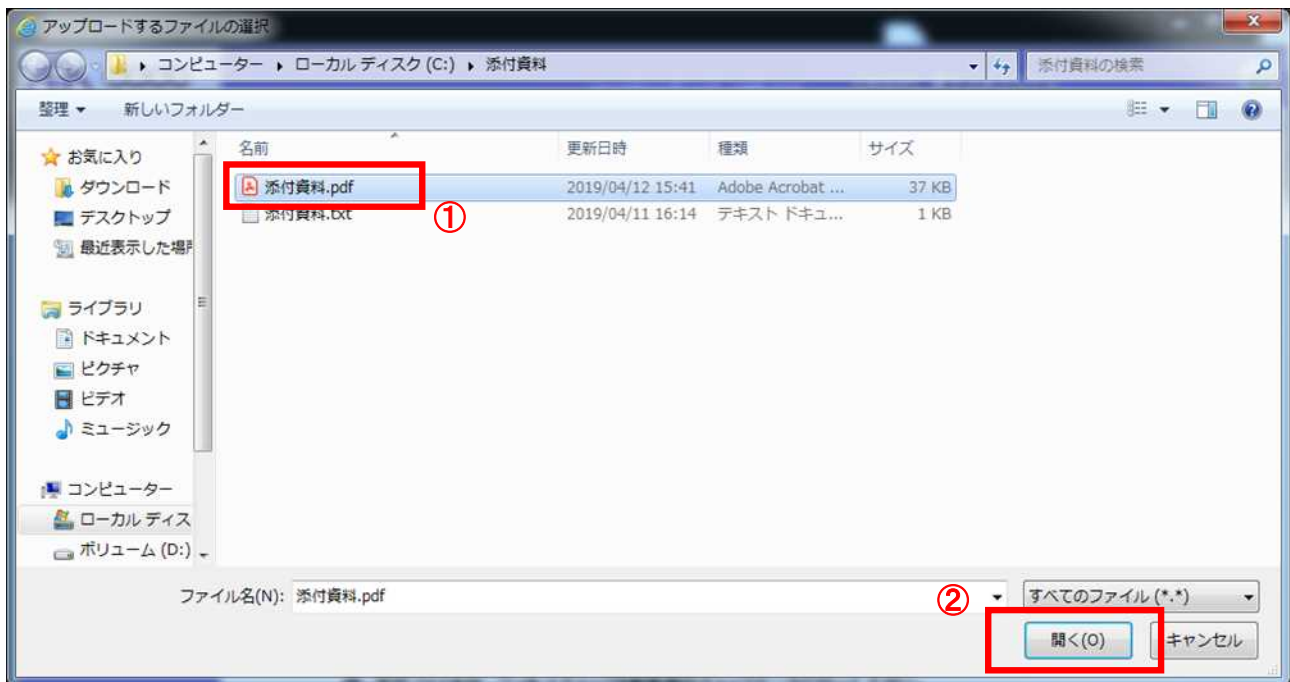 アップロードするファイルの選択
コンピューター ▸ ローカル ディスク (C:) ▸ 添付資料
添付資料の検索
整理 ▼ 新しいフォルダー
お気に入り
ダウンロード
デスクトップ
最近表示した場所
ライブラリ
ドキュメント
ピクチャ
ビデオ
ミュージック
コンピューター
ローカル ディス
ボリューム (D:)
名前 更新日時 種類 サイズ
添付資料.pdf 2019/04/12 15:41 Adobe Acrobat ... 37 KB
①
添付資料.txt 2019/04/11 16:14 テキスト ドキュ... 1 KB
ファイル名(N): 添付資料.pdf
②
すべてのファイル (*.*)
開く(O) キャンセル